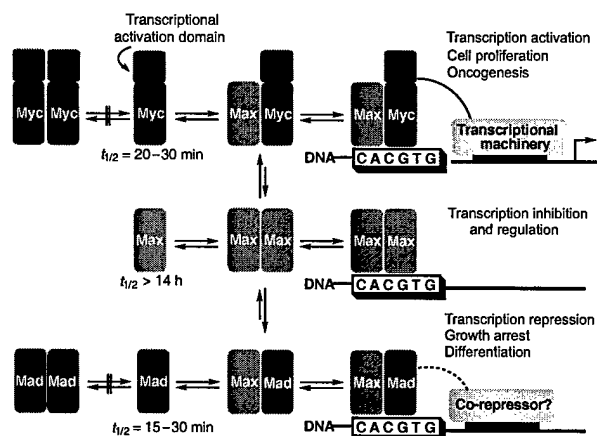 Transcriptional
activation domain
Transcription activation
Cell proliferation
Oncogenesis
Myc Myc
Myc
Max Myc
Max Myc
Transcriptional
machinery
t1/2 = 20–30 min
DNA
CACGTG
Max
Max Max
Max Max
Transcription inhibition
and regulation
t1/2 > 14 h
DNA
CACGTG
Transcription repression
Growth arrest
Differentiation
Mad Mad
Mad
Max Mad
Max Mad
Co-repressor?
t1/2 = 15–30 min
DNA
CACGTG